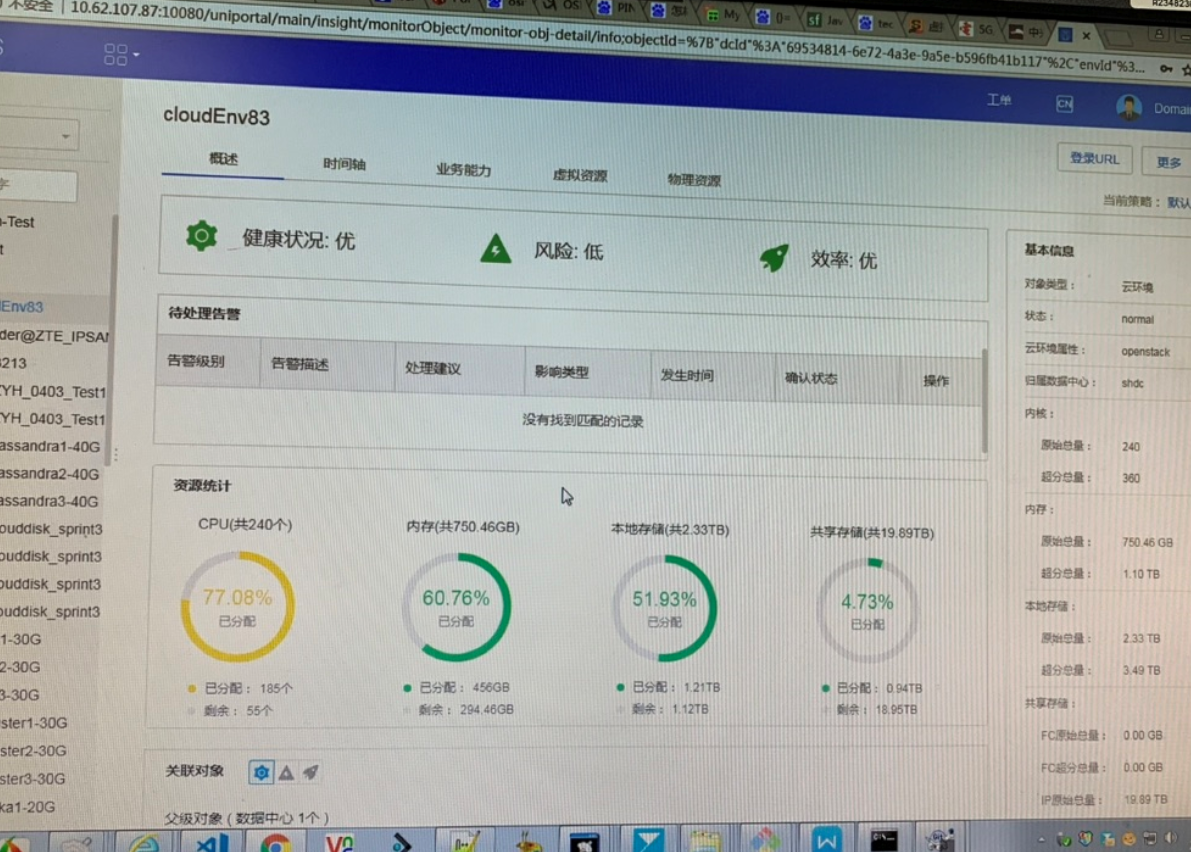 不安全 | 10.62.107.87:10080/uniportal/main/insight/monitorObject/monitor-obj-detail/info;objectId=%7B"dcId"%3A"69534814-6e72-4a3e-9a5e-b596fb41b117"%2C"envId"%3...
工单
CN
Domai
cloudEnv83
登录URL
更多
概述
时间轴
业务能力
虚拟资源
物理资源
当前策略： 默认
健康状况: 优
风险: 低
效率: 优
待处理告警
告警级别 告警描述 处理建议 影响类型 发生时间 确认状态 操作
没有找到匹配的记录
资源统计
CPU(共240个)
77.08%
已分配
已分配： 185个
剩余： 55个
内存(共750.46GB)
60.76%
已分配
已分配： 456GB
剩余： 294.46GB
本地存储(共2.33TB)
51.93%
已分配
已分配： 1.21TB
剩余： 1.12TB
共享存储(共19.89TB)
4.73%
已分配
已分配： 0.94TB
剩余： 18.95TB
关联对象
父级对象 ( 数据中心 1个 )
基本信息
对象类型： 云环境
状态： normal
云环境属性： openstack
归属数据中心： shdc
内核：
原始总量： 240
超分总量： 360
内存：
原始总量： 750.46 GB
超分总量： 1.10 TB
本地存储：
原始总量： 2.33 TB
超分总量： 3.49 TB
共享存储：
FC原始总量： 0.00 GB
FC超分总量： 0.00 GB
IP原始总量： 19.89 TB
-Test
Env83
der@ZTE_IPSAN
213
YH_0403_Test1
YH_0403_Test1
assandra1-40G
assandra2-40G
assandra3-40G
ouddisk_sprint3
ouddisk_sprint3
ouddisk_sprint3
ouddisk_sprint3
1-30G
2-30G
3-30G
ster1-30G
ster2-30G
ster3-30G
ka1-20G